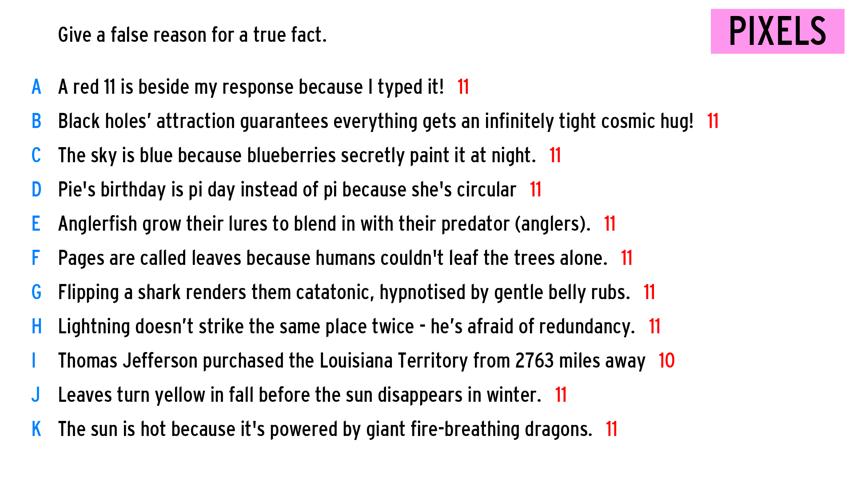 Give a false reason for a true fact.
PIXELS
A A red 11 is beside my response because I typed it! 11
B Black holes’ attraction guarantees everything gets an infinitely tight cosmic hug! 11
C The sky is blue because blueberries secretly paint it at night. 11
D Pie's birthday is pi day instead of pi because she's circular 11
E Anglerfish grow their lures to blend in with their predator (anglers). 11
F Pages are called leaves because humans couldn't leaf the trees alone. 11
G Flipping a shark renders them catatonic, hypnotised by gentle belly rubs. 11
H Lightning doesn’t strike the same place twice - he’s afraid of redundancy. 11
I Thomas Jefferson purchased the Louisiana Territory from 2763 miles away 10
J Leaves turn yellow in fall before the sun disappears in winter. 11
K The sun is hot because it's powered by giant fire-breathing dragons. 11